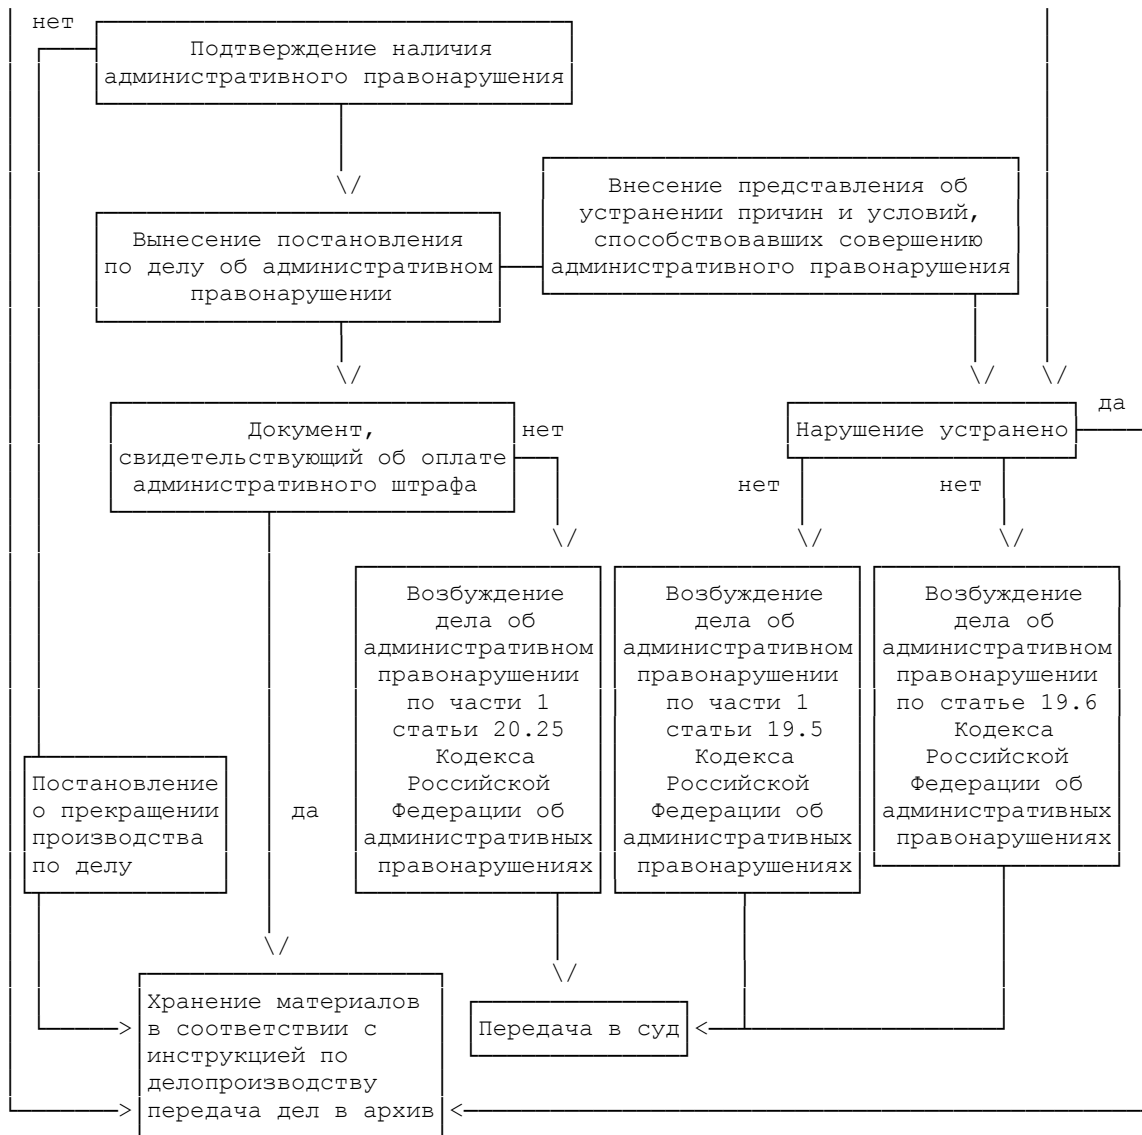 нет
Подтверждение наличия
административного правонарушения
Внесение представления об
устранении причин и условий,
способствовавших совершению
административного правонарушения
Вынесение постановления
по делу об административном
правонарушении
Документ,
свидетельствующий об оплате
административного штрафа
нет
Нарушение устранено
да
нет
нет
Возбуждение
дела об
административном
правонарушении
по части 1
статьи 20.25
Кодекса
Российской
Федерации об
административных
правонарушениях
Возбуждение
дела об
административном
правонарушении
по части 1
статьи 19.5
Кодекса
Российской
Федерации об
административных
правонарушениях
Возбуждение
дела об
административном
правонарушении
по статье 19.6
Кодекса
Российской
Федерации об
административных
правонарушениях
Постановление
о прекращении
производства
по делу
да
Хранение материалов
в соответствии с
инструкцией по
делопроизводству
передача дел в архив
Передача в суд